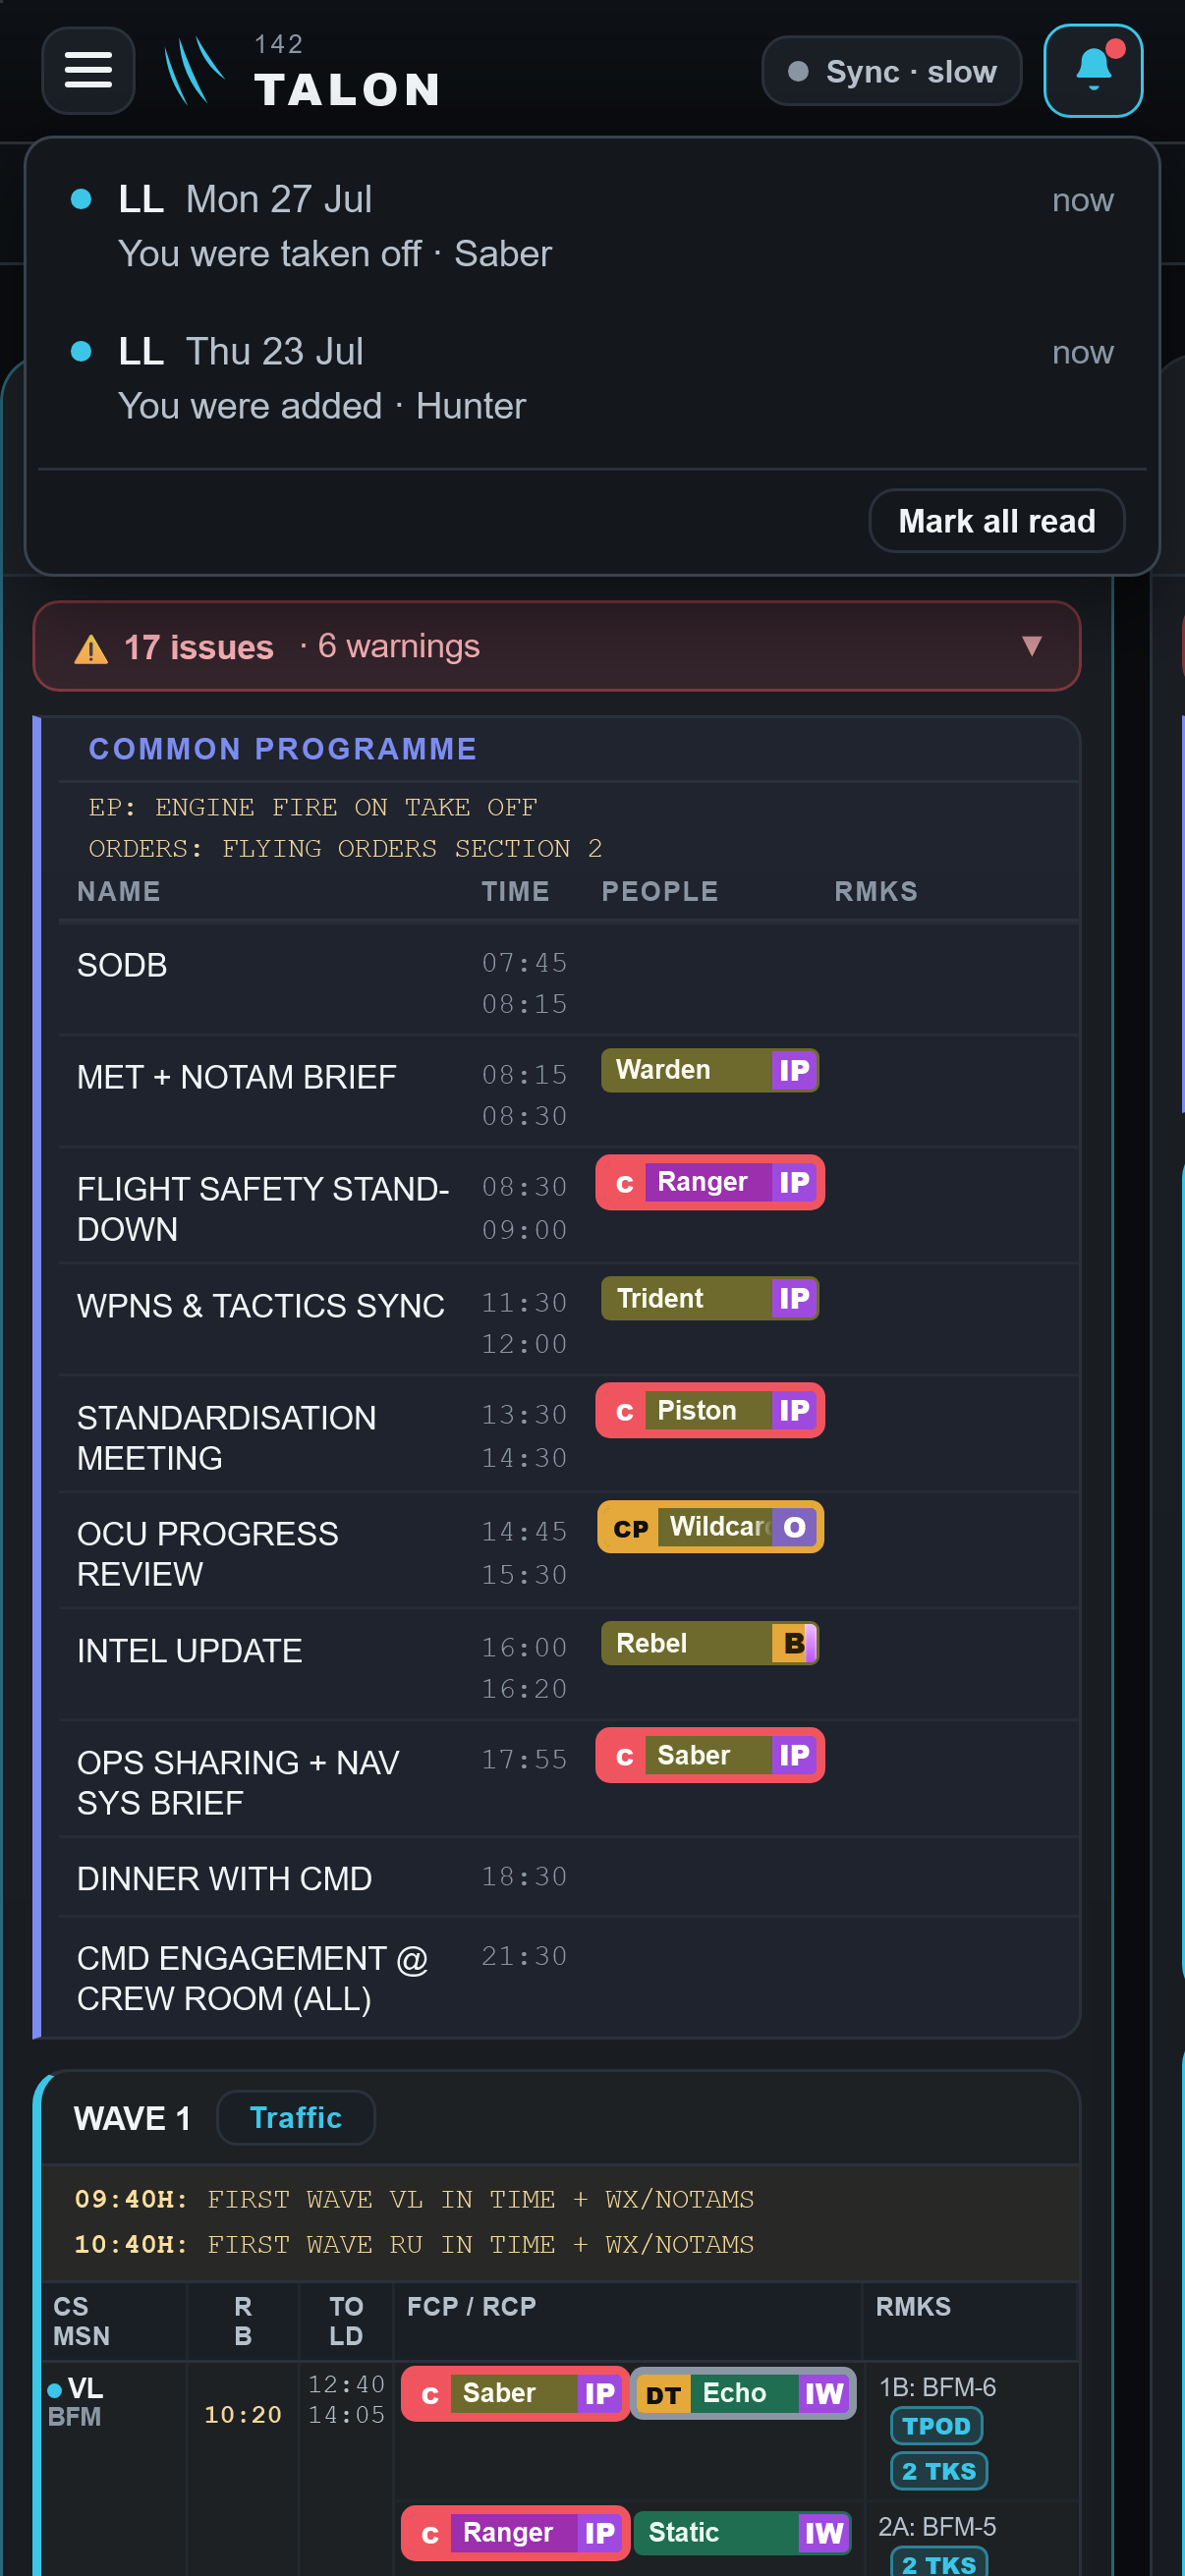 142
TALON
Sync · slow
LL Mon 27 Jul now
You were taken off · Saber
LL Thu 23 Jul now
You were added · Hunter
Mark all read
17 issues · 6 warnings
COMMON PROGRAMME
EP: ENGINE FIRE ON TAKE OFF
ORDERS: FLYING ORDERS SECTION 2
NAME TIME PEOPLE RMKS
SODB 07:45
08:15
MET + NOTAM BRIEF 08:15 Warden IP
08:30
FLIGHT SAFETY STAND- 08:30 C Ranger IP
DOWN 09:00
WPNS & TACTICS SYNC 11:30 Trident IP
12:00
STANDARDISATION 13:30 C Piston IP
MEETING 14:30
OCU PROGRESS 14:45 CP Wildcard O
REVIEW 15:30
INTEL UPDATE 16:00 Rebel B
16:20
OPS SHARING + NAV 17:55 C Saber IP
SYS BRIEF
DINNER WITH CMD 18:30
CMD ENGAGEMENT @ 21:30
CREW ROOM (ALL)
WAVE 1 Traffic
09:40H: FIRST WAVE VL IN TIME + WX/NOTAMS
10:40H: FIRST WAVE RU IN TIME + WX/NOTAMS
CS R TO FCP / RCP RMKS
MSN B LD
VL 12:40 C Saber IP DT Echo IW 1B: BFM-6
BFM 10:20 14:05 TPOD
2 TKS
C Ranger IP Static IW 2A: BFM-5
2 TKS